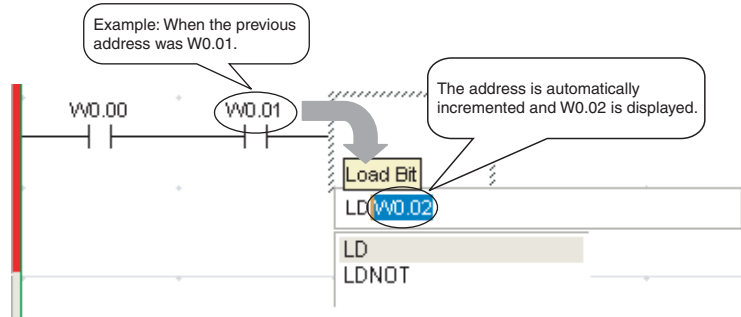 Example: When the previous
address was W0.01.
The address is automatically
incremented and W0.02 is displayed.
W0.00
W0.01
Load Bit
LD W0.02
LD
LDNOT